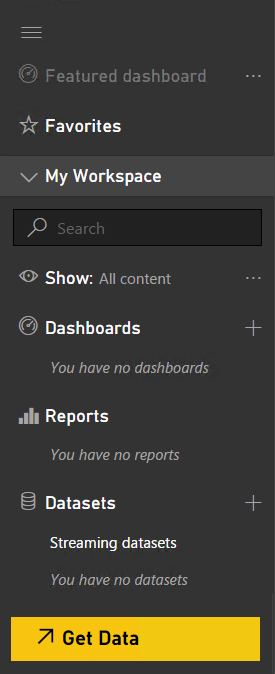 Featured dashboard
Favorites
My Workspace
Search
Show: All content
Dashboards
You have no dashboards
Reports
You have no reports
Datasets
Streaming datasets
You have no datasets
Get Data